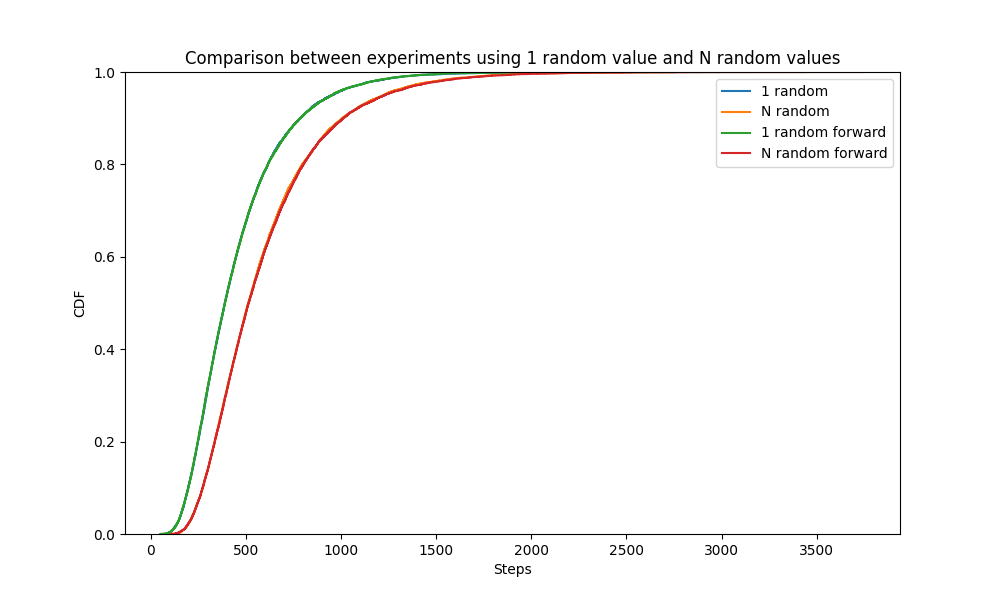 Comparison between experiments using 1 random value and N random values
1.0
0.8
0.6
0.4
0.2
0.0
CDF
1 random
N random
1 random forward
N random forward
0 500 1000 1500 2000 2500 3000 3500
Steps